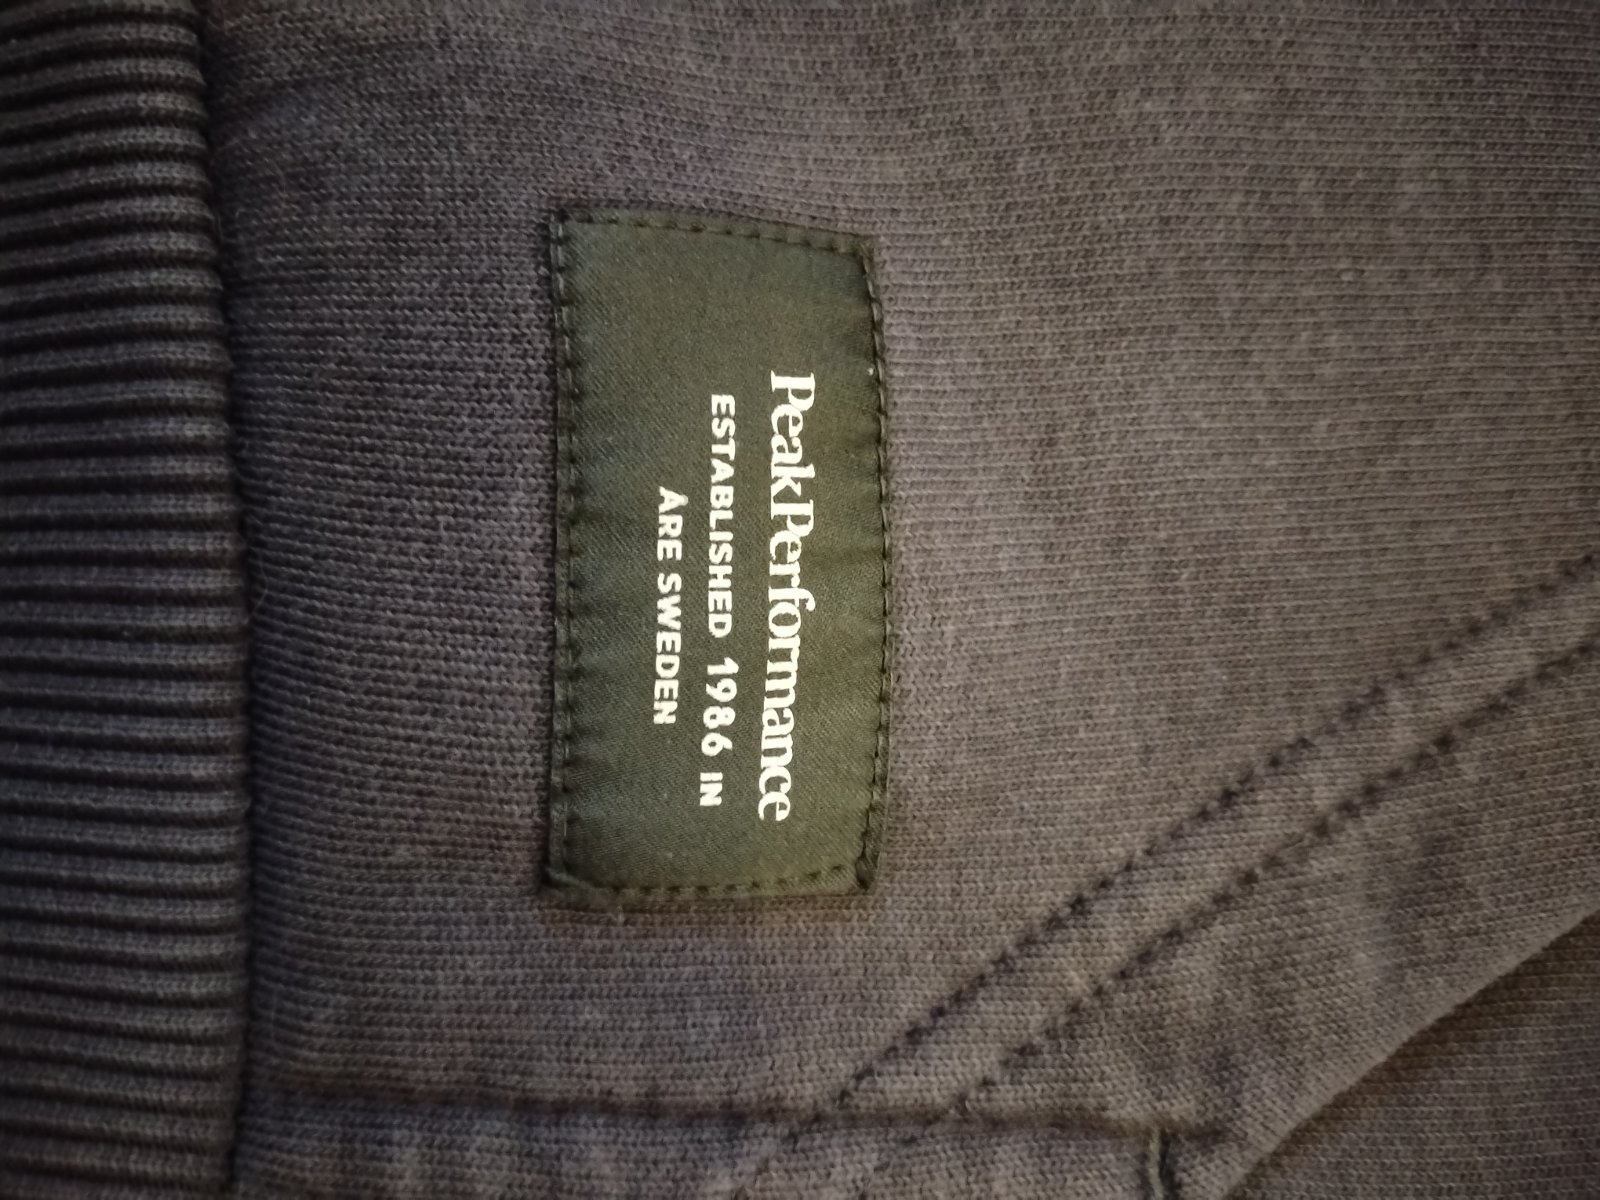 PeakPerformance
ESTABLISHED 1986 IN
ÅRE SWEDEN